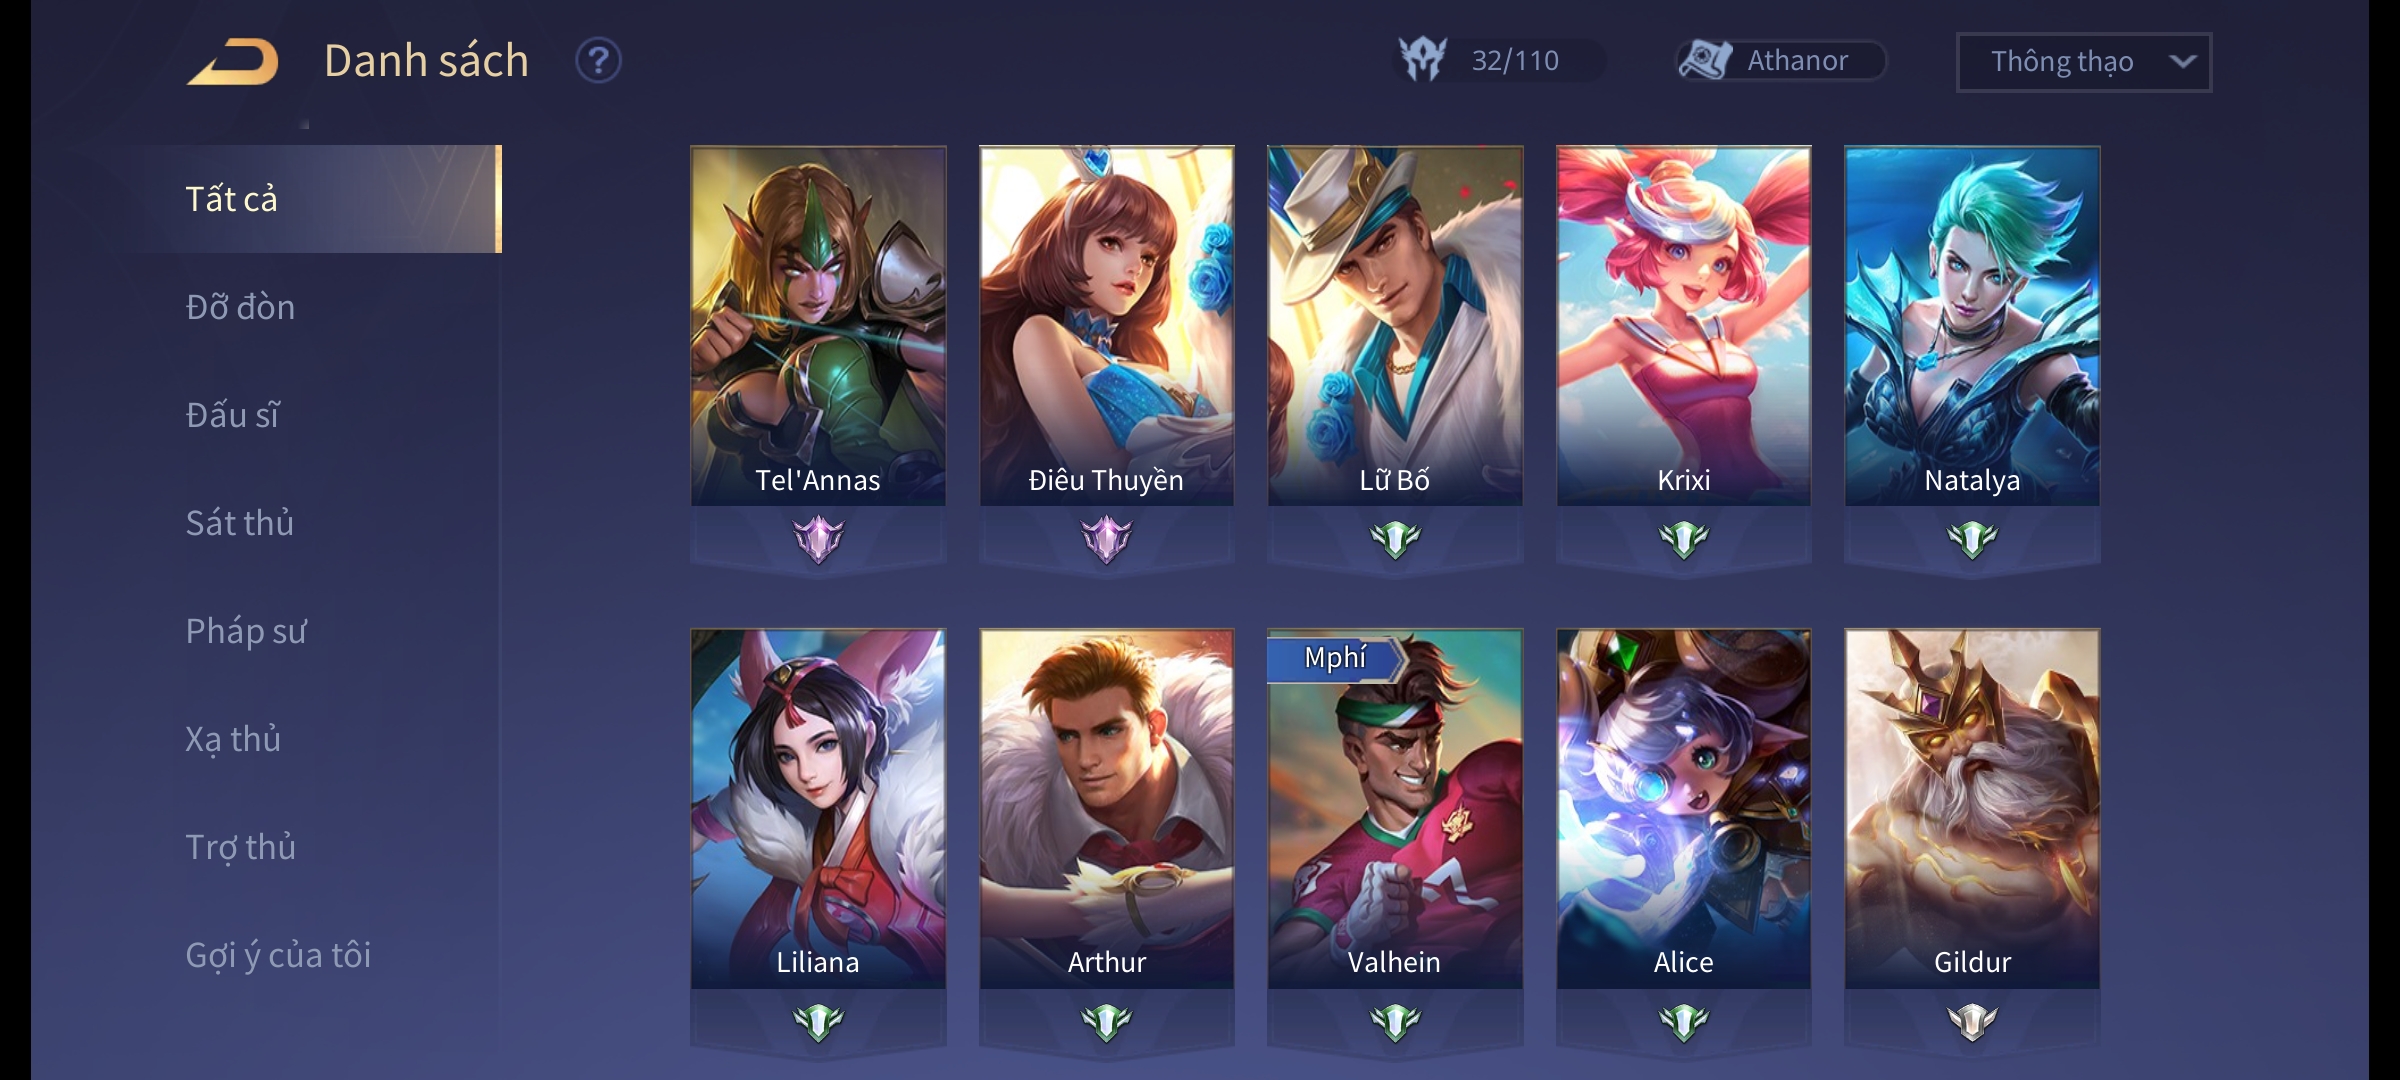 Danh sách
?
32/110
Athanor
Thông thạo
Tất cả
Đỡ đòn
Đấu sĩ
Sát thủ
Pháp sư
Xạ thủ
Trợ thủ
Gợi ý của tôi
Tel'Annas
Điêu Thuyền
Lữ Bố
Krixi
Natalya
Mphí
Liliana
Arthur
Valhein
Alice
Gildur